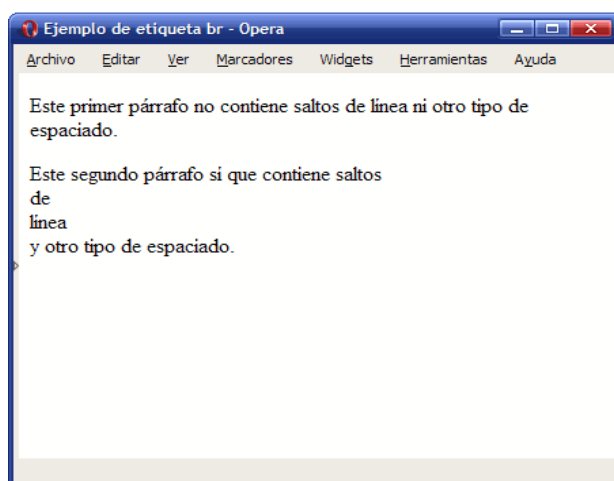 Ejemplo de etiqueta br - Opera
Archivo Editar Ver Marcadores Widgets Herramientas Ayuda
Este primer párrafo no contiene saltos de línea ni otro tipo de
espaciado.
Este segundo párrafo sí que contiene saltos
de
línea
y otro tipo de espaciado.